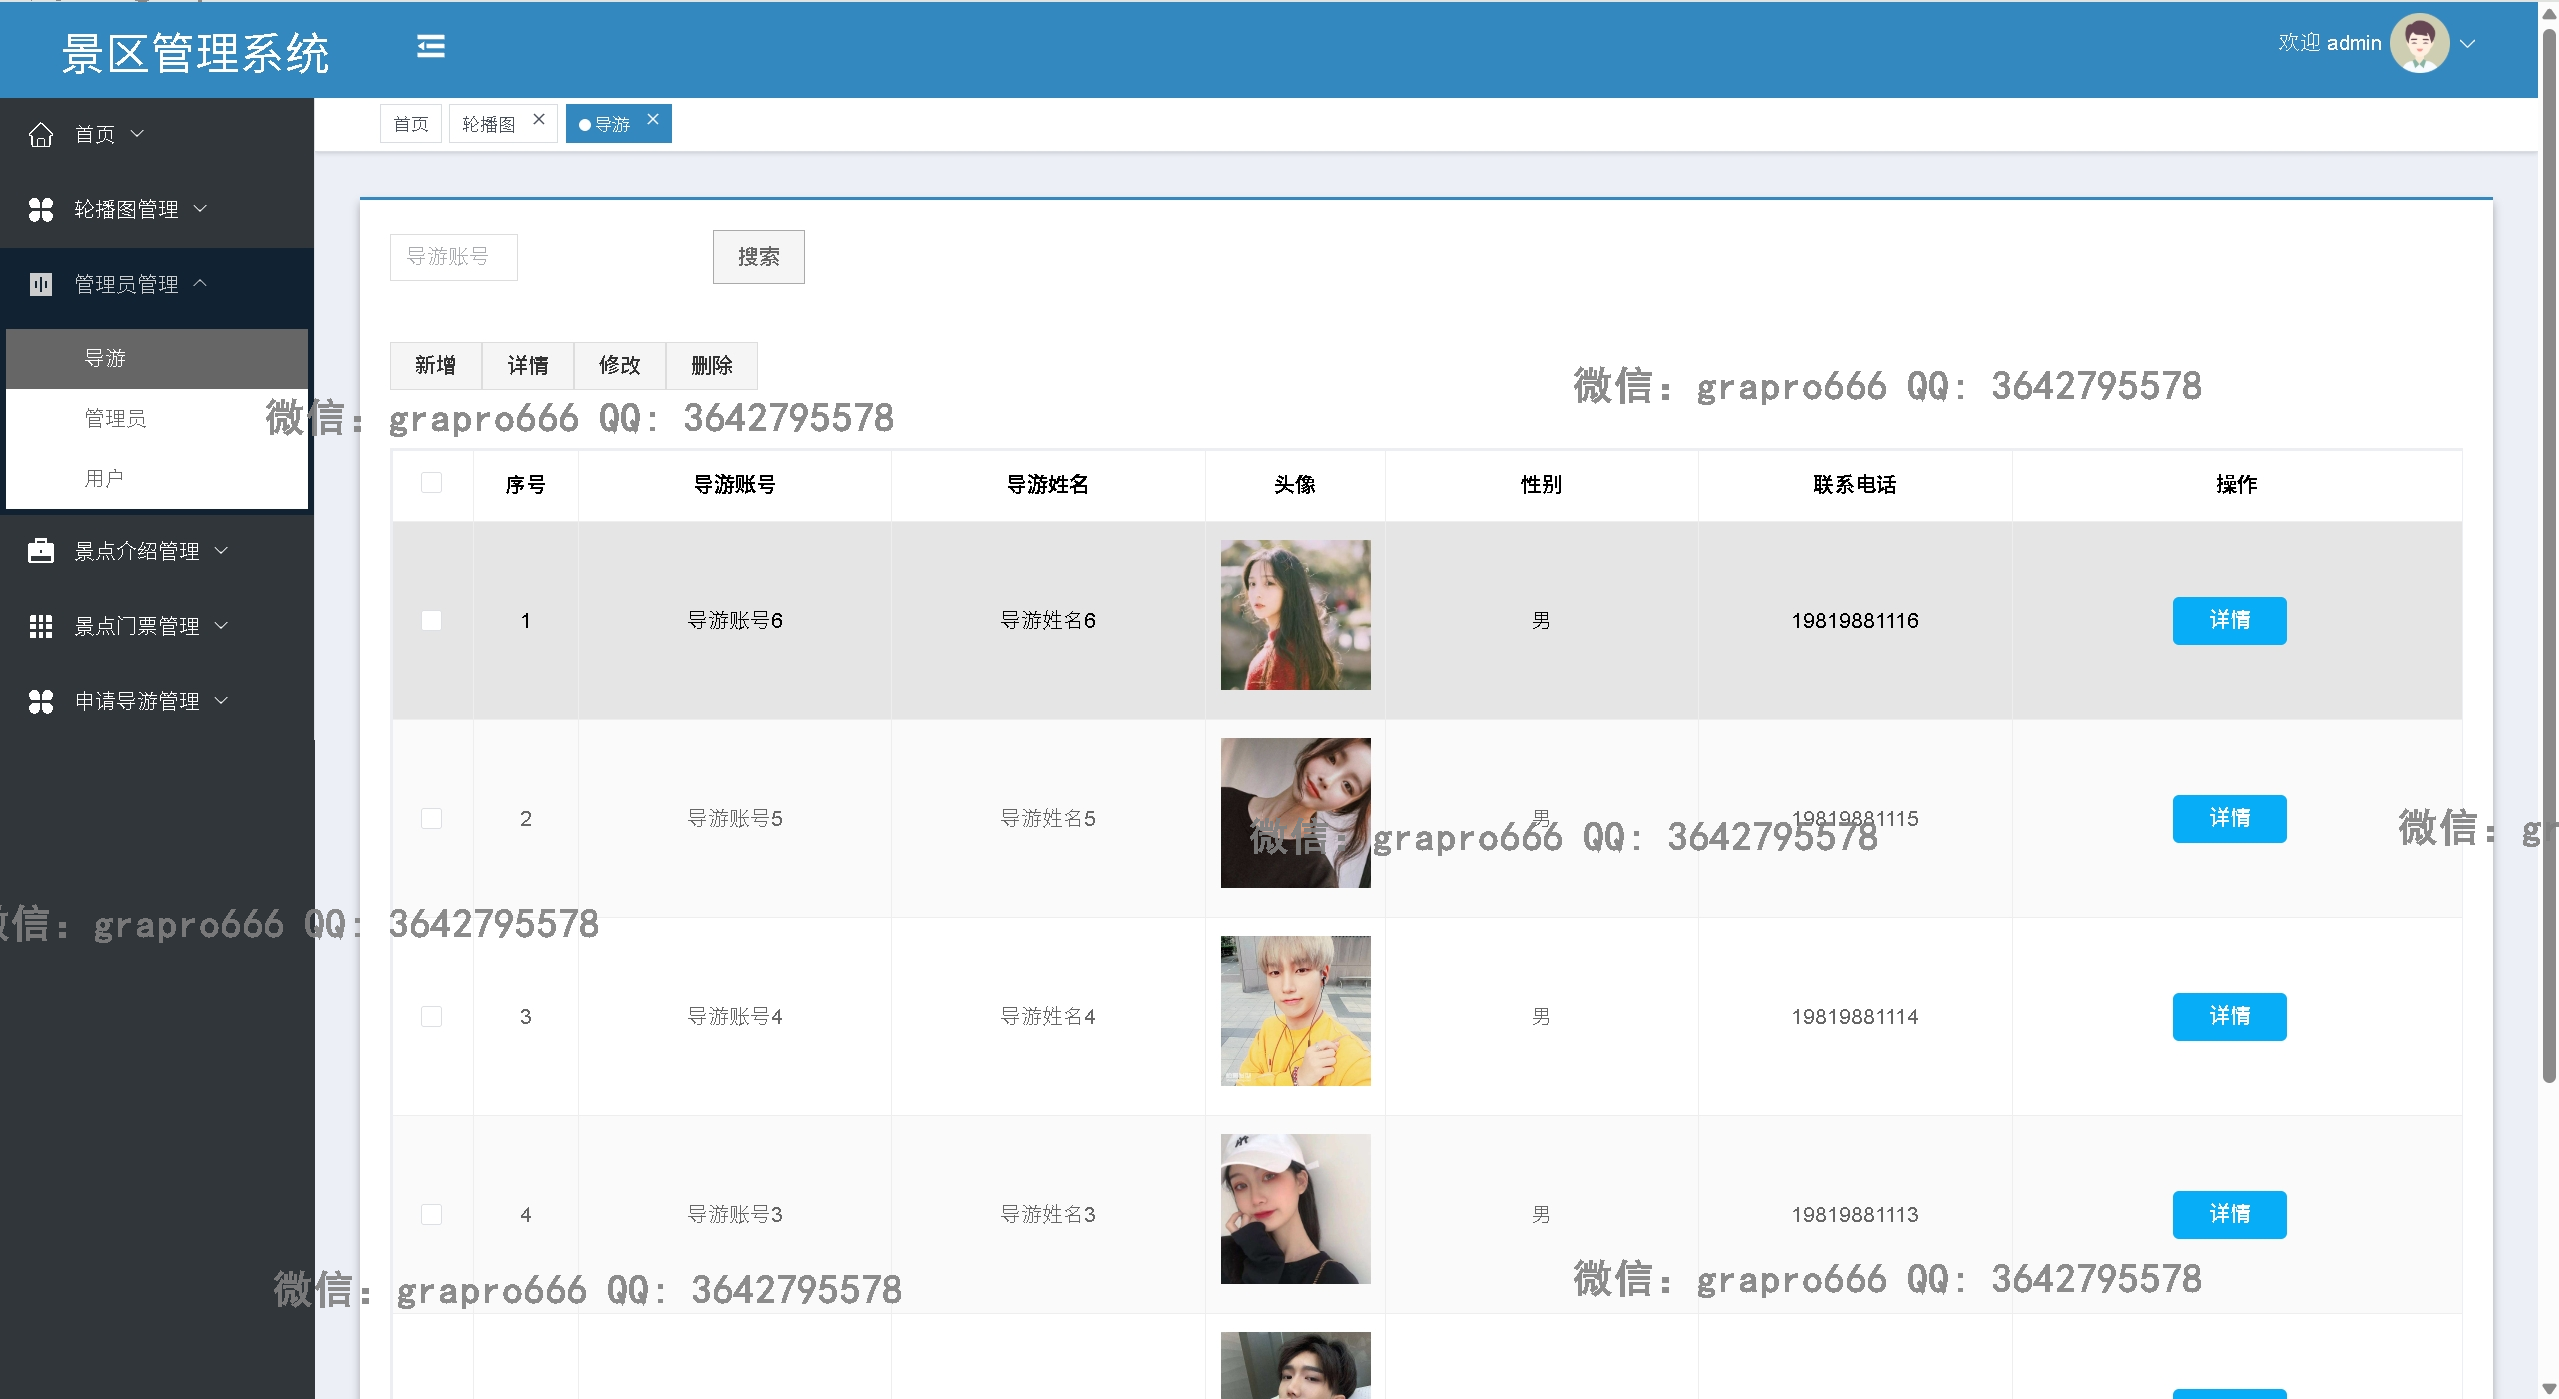 景区管理系统
欢迎 admin
首页
轮播图
导游
首页
轮播图管理
管理员管理
导游
管理员
用户
景点介绍管理
景点门票管理
申请导游管理
导游账号
搜索
新增 详情 修改 删除
微信: grapro666 QQ: 3642795578
微信: grapro666 QQ: 3642795578
序号 导游账号 导游姓名 头像 性别 联系电话 操作
1 导游账号6 导游姓名6 男 19819881116 详情
2 导游账号5 导游姓名5 男 19819881115 详情
微信: grapro666 QQ: 3642795578
微信: gr
微信: grapro666 QQ: 3642795578
3 导游账号4 导游姓名4 男 19819881114 详情
4 导游账号3 导游姓名3 男 19819881113 详情
微信: grapro666 QQ: 3642795578
微信: grapro666 QQ: 3642795578